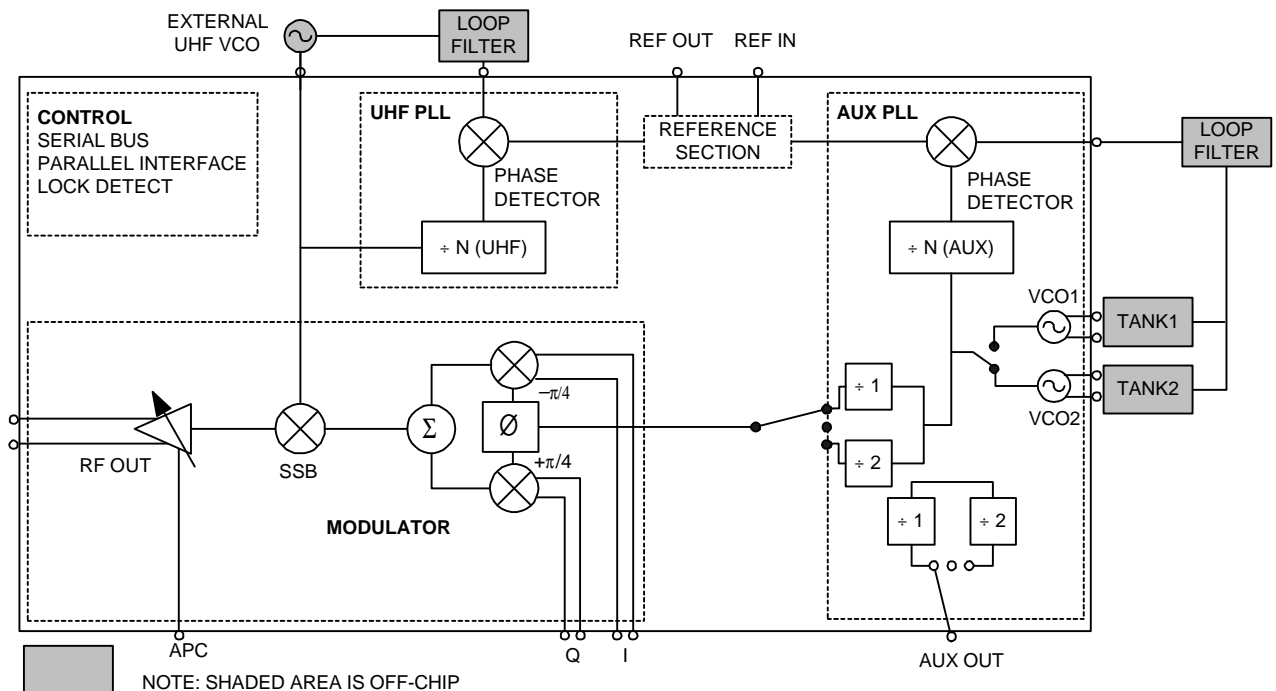 EXTERNAL
UHF VCO
LOOP
FILTER
REF OUT
REF IN
CONTROL
SERIAL BUS
PARALLEL INTERFACE
LOCK DETECT
UHF PLL
PHASE
DETECTOR
÷ N (UHF)
REFERENCE
SECTION
AUX PLL
PHASE
DETECTOR
÷ N (AUX)
LOOP
FILTER
VCO1
TANK1
VCO2
TANK2
÷ 1
÷ 2
÷ 1
÷ 2
RF OUT
SSB
Σ
−π/4
Ø
+π/4
MODULATOR
APC
Q
I
AUX OUT
NOTE: SHADED AREA IS OFF-CHIP